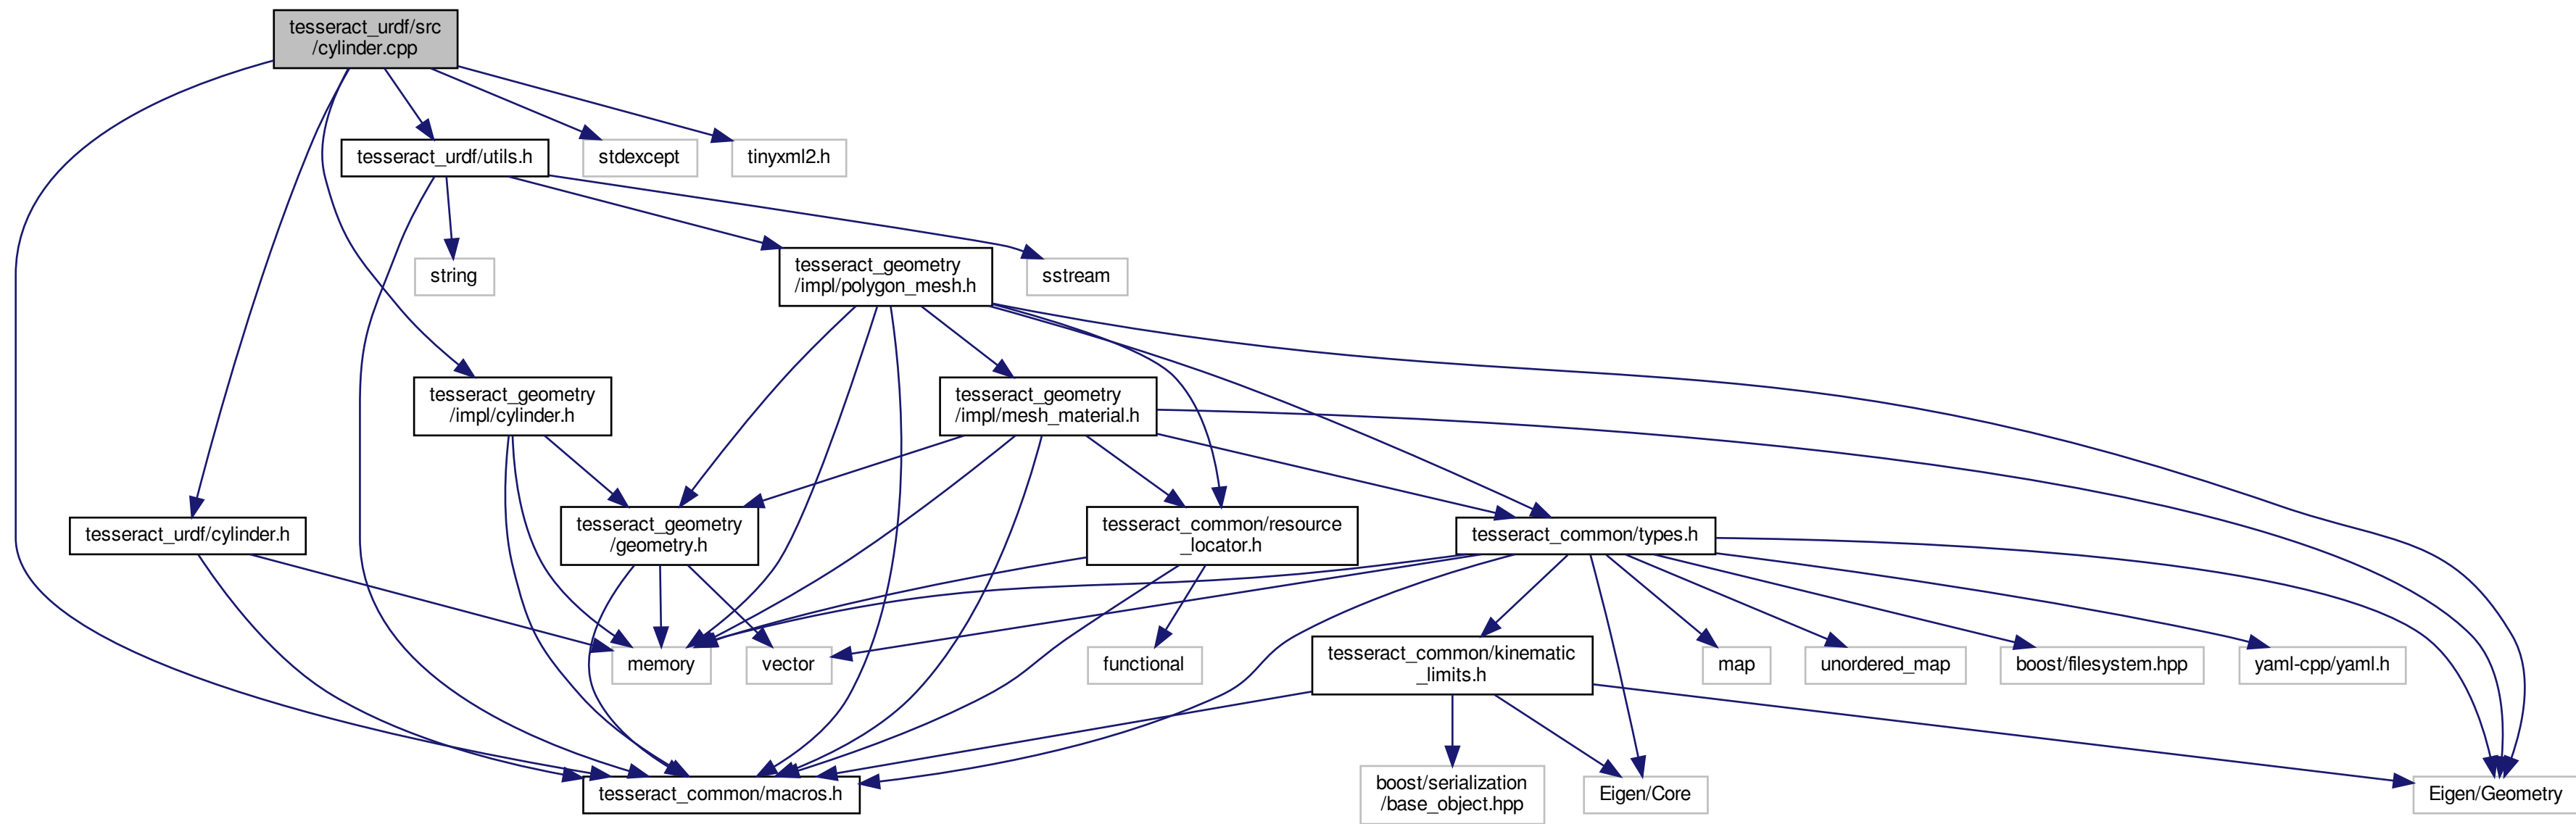 tesseract_urdf/src
/cylinder.cpp
tesseract_urdf/utils.h
stdexcept
tinyxml2.h
string
tesseract_geometry
/impl/polygon_mesh.h
sstream
tesseract_geometry
/impl/cylinder.h
tesseract_geometry
/impl/mesh_material.h
tesseract_urdf/cylinder.h
tesseract_geometry
/geometry.h
tesseract_common/resource
_locator.h
tesseract_common/types.h
memory
vector
functional
tesseract_common/kinematic
_limits.h
map
unordered_map
boost/filesystem.hpp
yaml-cpp/yaml.h
tesseract_common/macros.h
boost/serialization
/base_object.hpp
Eigen/Core
Eigen/Geometry